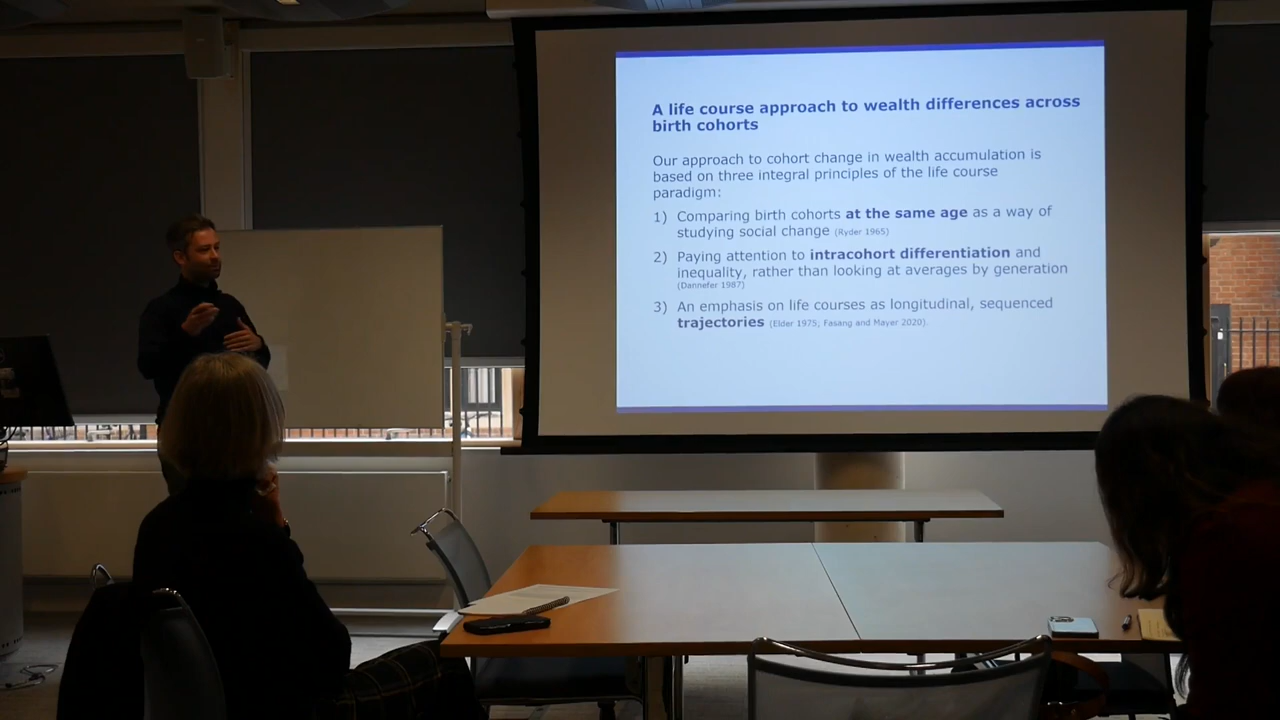 A life course approach to wealth differences across
birth cohorts
Our approach to cohort change in wealth accumulation is
based on three integral principles of the life course
paradigm:
1) Comparing birth cohorts at the same age as a way of
studying social change (Ryder 1965)
2) Paying attention to intracohort differentiation and
inequality, rather than looking at averages by generation
(Dannefer 1987)
3) An emphasis on life courses as longitudinal, sequenced
trajectories (Elder 1975; Fasang and Mayer 2020).